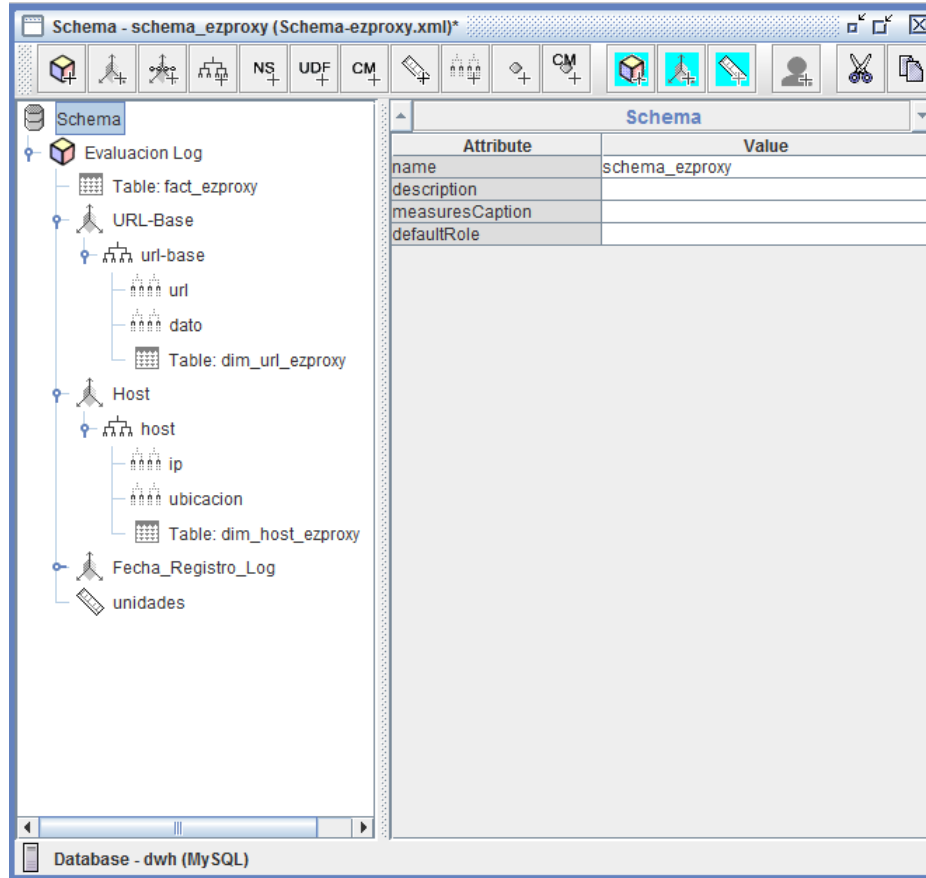 Schema - schema_ezproxy (Schema-ezproxy.xml)*
NS UDF CM CM
Schema
Evaluacion Log
Table: fact_ezproxy
URL-Base
url-base
url
dato
Table: dim_url_ezproxy
Host
host
ip
ubicacion
Table: dim_host_ezproxy
Fecha_Registro_Log
unidades
Schema
Attribute Value
name schema_ezproxy
description
measuresCaption
defaultRole
Database - dwh (MySQL)